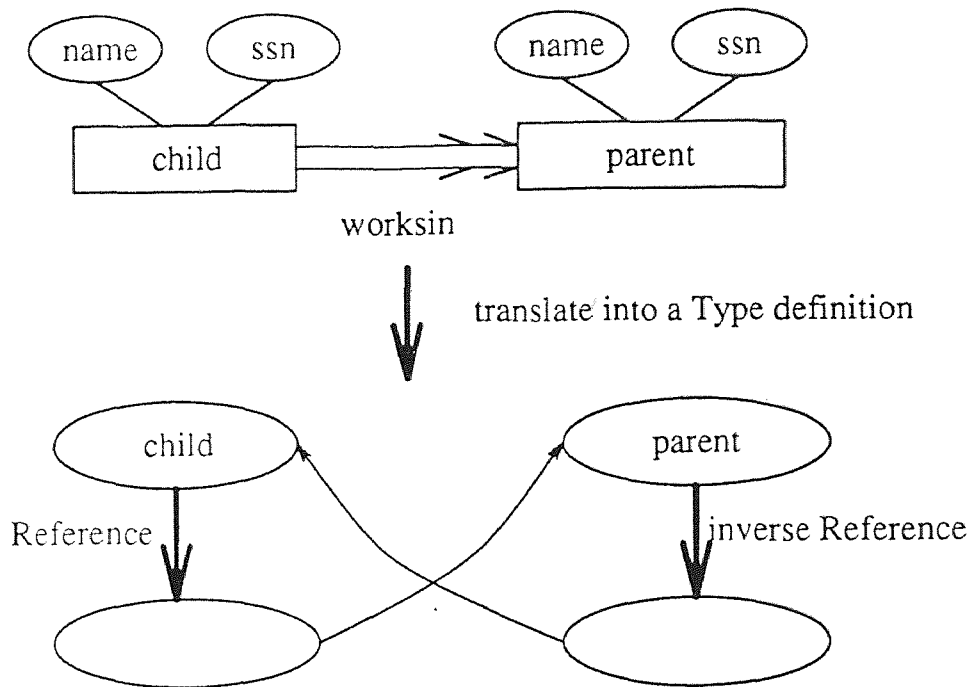 name ssn name ssn
child parent
worksin
translate into a Type definition
child parent
Reference inverse Reference